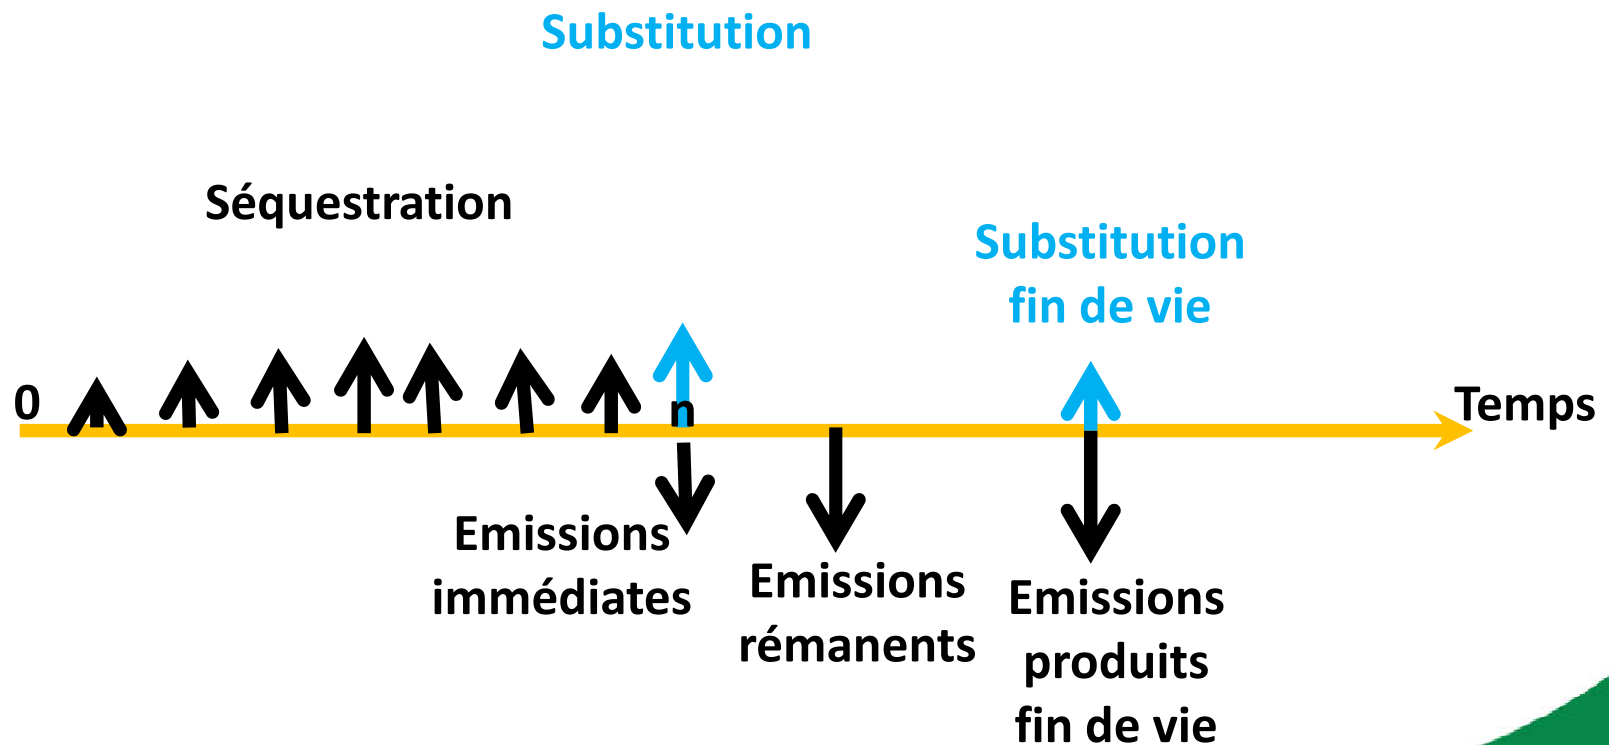 Substitution
Séquestration
Substitution
fin de vie
0
n
Temps
Emissions
immédiates
Emissions
rémanents
Emissions
produits
fin de vie